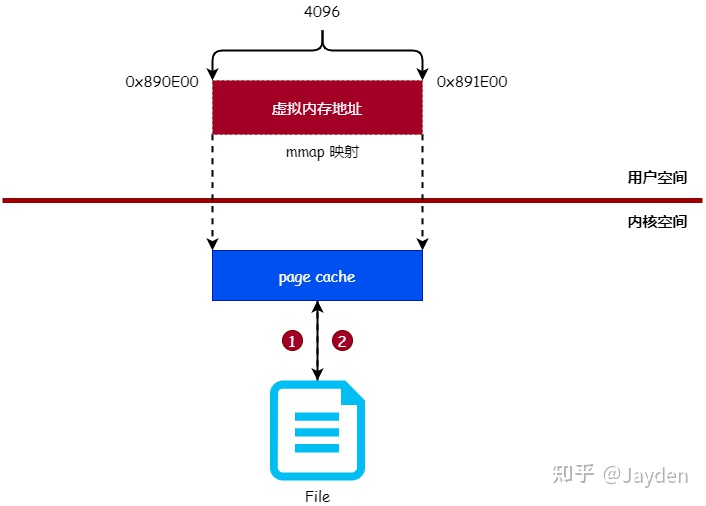 4096
0x890E00
0x891E00
虚拟内存地址
mmap 映射
用户空间
内核空间
page cache
1
2
File
知乎 @Jayden